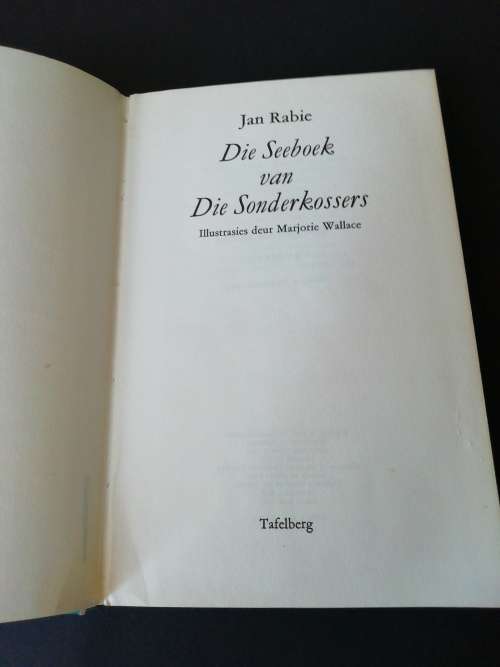 Jan Rabie
Die Seeboek
van
Die Sonderkossers
Illustrasies deur Marjorie Wallace
Tafelberg